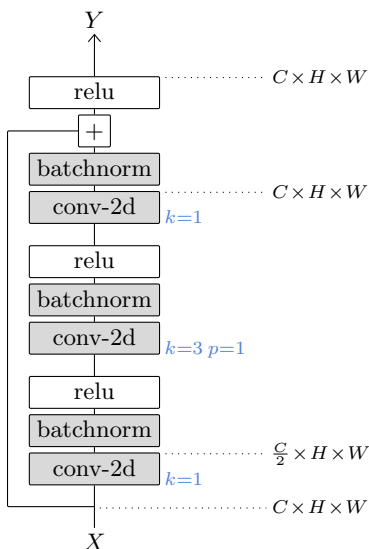 Y
C × H × W
relu
+
batchnorm
C × H × W
conv-2d
k=1
relu
batchnorm
conv-2d
k=3 p=1
relu
batchnorm
C/2 × H × W
conv-2d
k=1
C × H × W
X